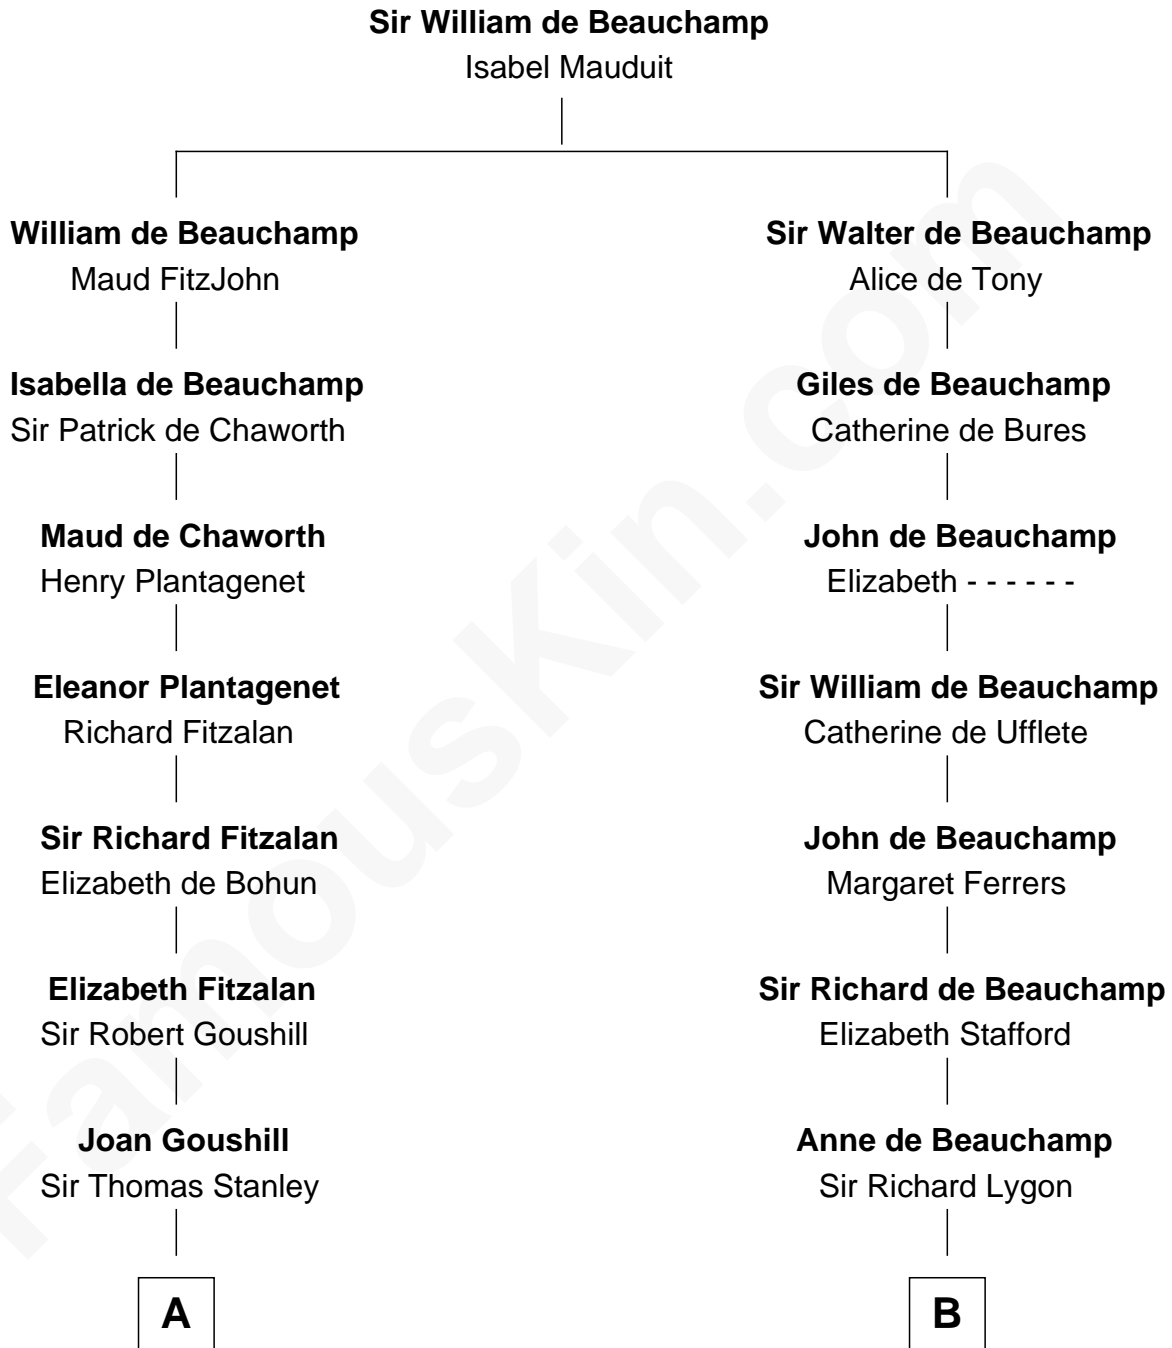 Sir William de Beauchamp
Isabel Mauduit
William de Beauchamp
Maud FitzJohn
Sir Walter de Beauchamp
Alice de Tony
Isabella de Beauchamp
Sir Patrick de Chaworth
Giles de Beauchamp
Catherine de Bures
Maud de Chaworth
Henry Plantagenet
John de Beauchamp
Elizabeth - - - - - -
Eleanor Plantagenet
Richard Fitzalan
Sir William de Beauchamp
Catherine de Ufflete
Sir Richard Fitzalan
Elizabeth de Bohun
John de Beauchamp
Margaret Ferrers
Elizabeth Fitzalan
Sir Robert Goushill
Sir Richard de Beauchamp
Elizabeth Stafford
Joan Goushill
Sir Thomas Stanley
Anne de Beauchamp
Sir Richard Lygon
A
B
FamousKin.com